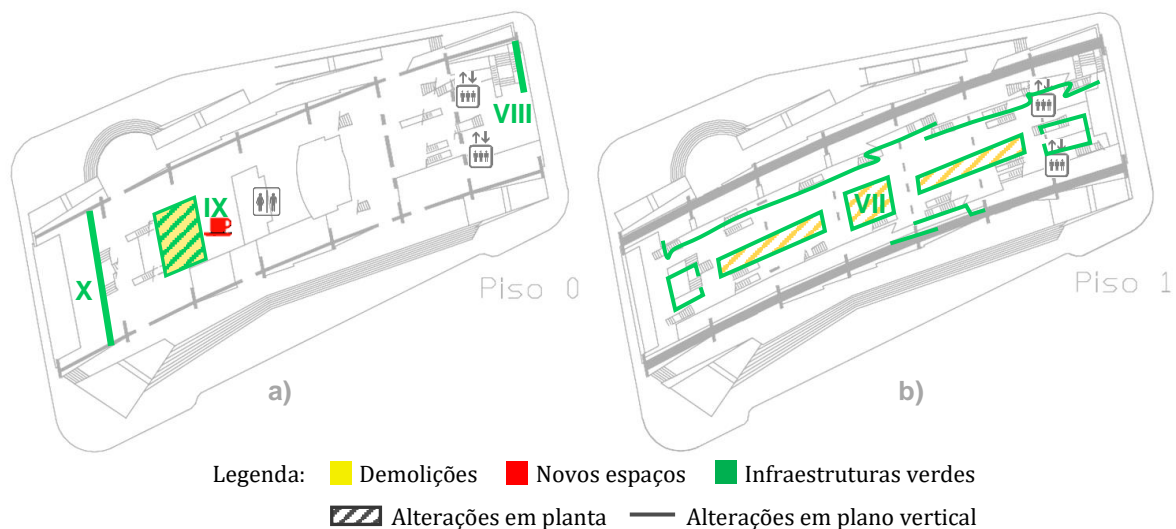 VIII
IX
X
Piso 0
a)
VII
Piso 1
b)
Legenda: Demolições Novos espaços Infraestruturas verdes
Alterações em planta Alterações em plano vertical